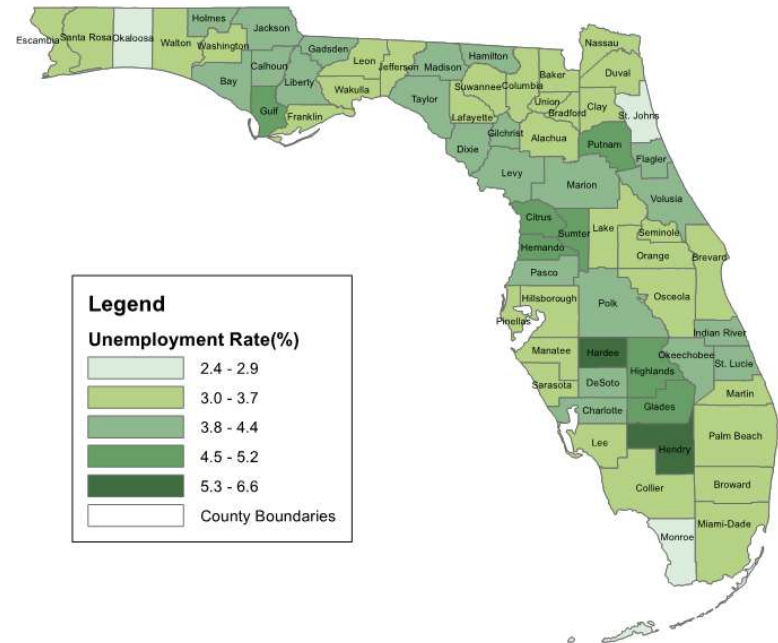 Holmes
Jackson
Nassau
Escambia
Santa Rosa
Okaloosa
Walton
Washington
Gadsden
Hamilton
Leon
Jefferson
Madison
Baker
Duval
Bay
Calhoun
Liberty
Wakulla
Taylor
Suwannee
Columbia
Union
Bradford
Clay
St. Johns
Gulf
Franklin
Lafayette
Gilchrist
Alachua
Putnam
Dixie
Flagler
Levy
Marion
Volusia
Citrus
Sumter
Lake
Seminole
Hernando
Orange
Brevard
Pasco
Hillsborough
Polk
Osceola
Pinellas
Indian River
Manatee
Hardee
Okeechobee
St. Lucie
Highlands
Sarasota
DeSoto
Martin
Charlotte
Glades
Lee
Hendry
Palm Beach
Collier
Broward
Monroe
Miami-Dade
Legend
Unemployment Rate(%)
2.4 - 2.9
3.0 - 3.7
3.8 - 4.4
4.5 - 5.2
5.3 - 6.6
County Boundaries